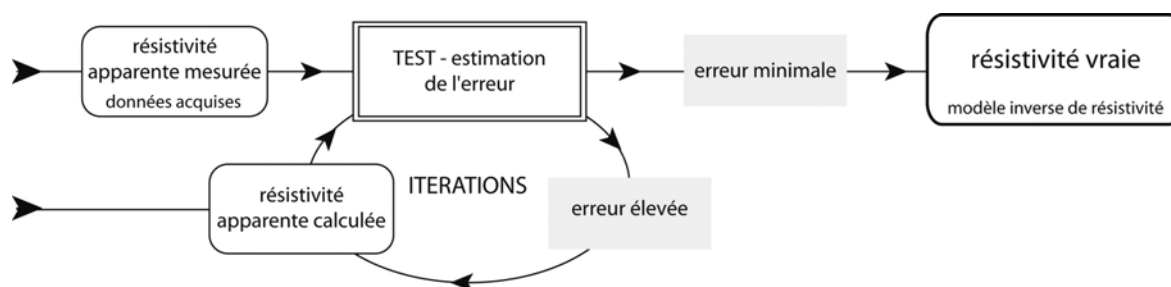 résistivité
apparente mesurée
données acquises
TEST - estimation
de l'erreur
erreur minimale
résistivité vraie
modèle inverse de résistivité
résistivité
apparente calculée
ITERATIONS
erreur élevée